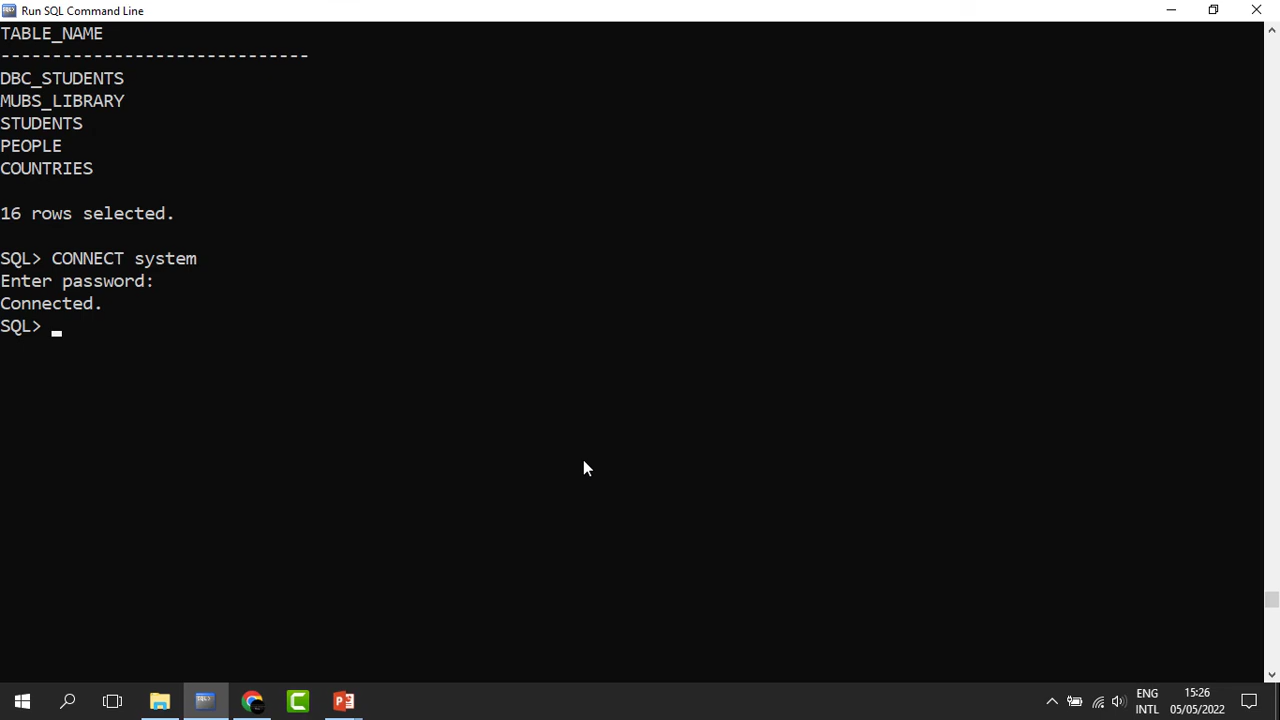 Run SQL Command Line
TABLE_NAME
------------------------------
DBC_STUDENTS
MUBS_LIBRARY
STUDENTS
PEOPLE
COUNTRIES
16 rows selected.
SQL> CONNECT system
Enter password:
Connected.
SQL> _
ENG
INTL
15:26
05/05/2022